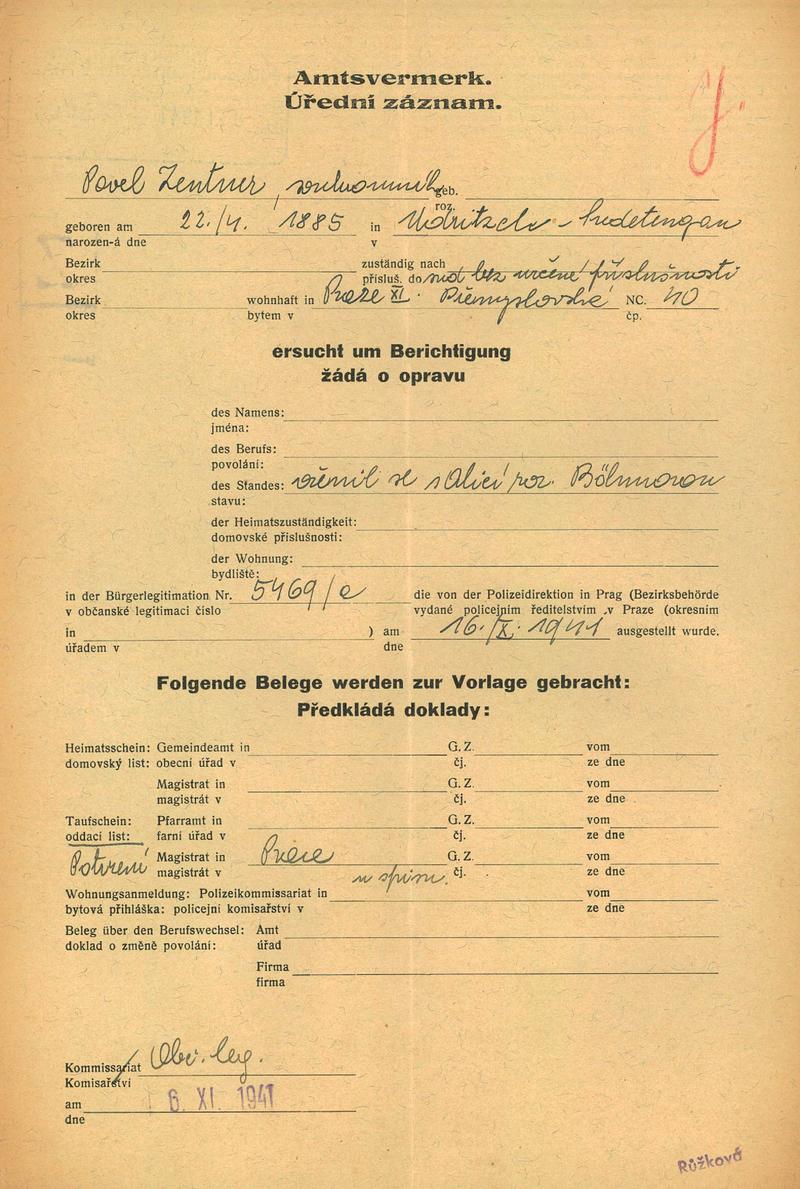 Amtsvermerk.
Úřední záznam.
J.
Pavel Zentner, soukromník geb.
roz.
geboren am 22./4. 1885 in Udritsch - Sudetengau
narozen-á dne v
Bezirk zuständig nach
okres přísluš. do bez určené příslušnosti
Bezirk wohnhaft in Praze XI. Přemyslovská NC. 40
okres bytem v čp.
ersucht um Berichtigung
žádá o opravu
des Namens:
jména:
des Berufs:
povolání:
des Standes: oženil se s Alicí roz. Böhmovou
stavu:
der Heimatszuständigkeit:
domovské příslušnosti:
der Wohnung:
bydliště:
in der Bürgerlegitimation Nr. 5469/e die von der Polizeidirektion in Prag (Bezirksbehörde
v občanské legitimaci číslo vydané policejním ředitelstvím v Praze (okresním
in ) am 16./X. 1941 ausgestellt wurde.
úřadem v dne
Folgende Belege werden zur Vorlage gebracht:
Předkládá doklady:
Heimatsschein: Gemeindeamt in G. Z. vom
domovský list: obecní úřad v čj. ze dne
Magistrat in G. Z. vom
magistrát v čj. ze dne
Taufschein: Pfarramt in G. Z. vom
oddací list: farní úřad v čj. ze dne
Potvrzení Magistrat in Praze G. Z. vom
magistrát v čj. ze dne
Wohnungsanmeldung: Polizeikommissariat in vom
bytová přihláška: policejní komisařství v ze dne
Beleg über den Berufswechsel: Amt
doklad o změně povolání: úřad
Firma
firma
Kommissariat Obv. leg.
Komisařství
am 6. XI. 1941
dne
Růžková